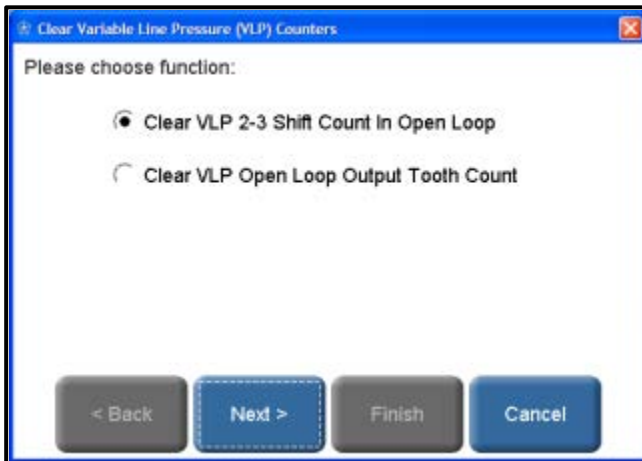 Clear Variable Line Pressure (VLP) Counters
Please choose function:
Clear VLP 2-3 Shift Count In Open Loop
Clear VLP Open Loop Output Tooth Count
< Back Next > Finish Cancel